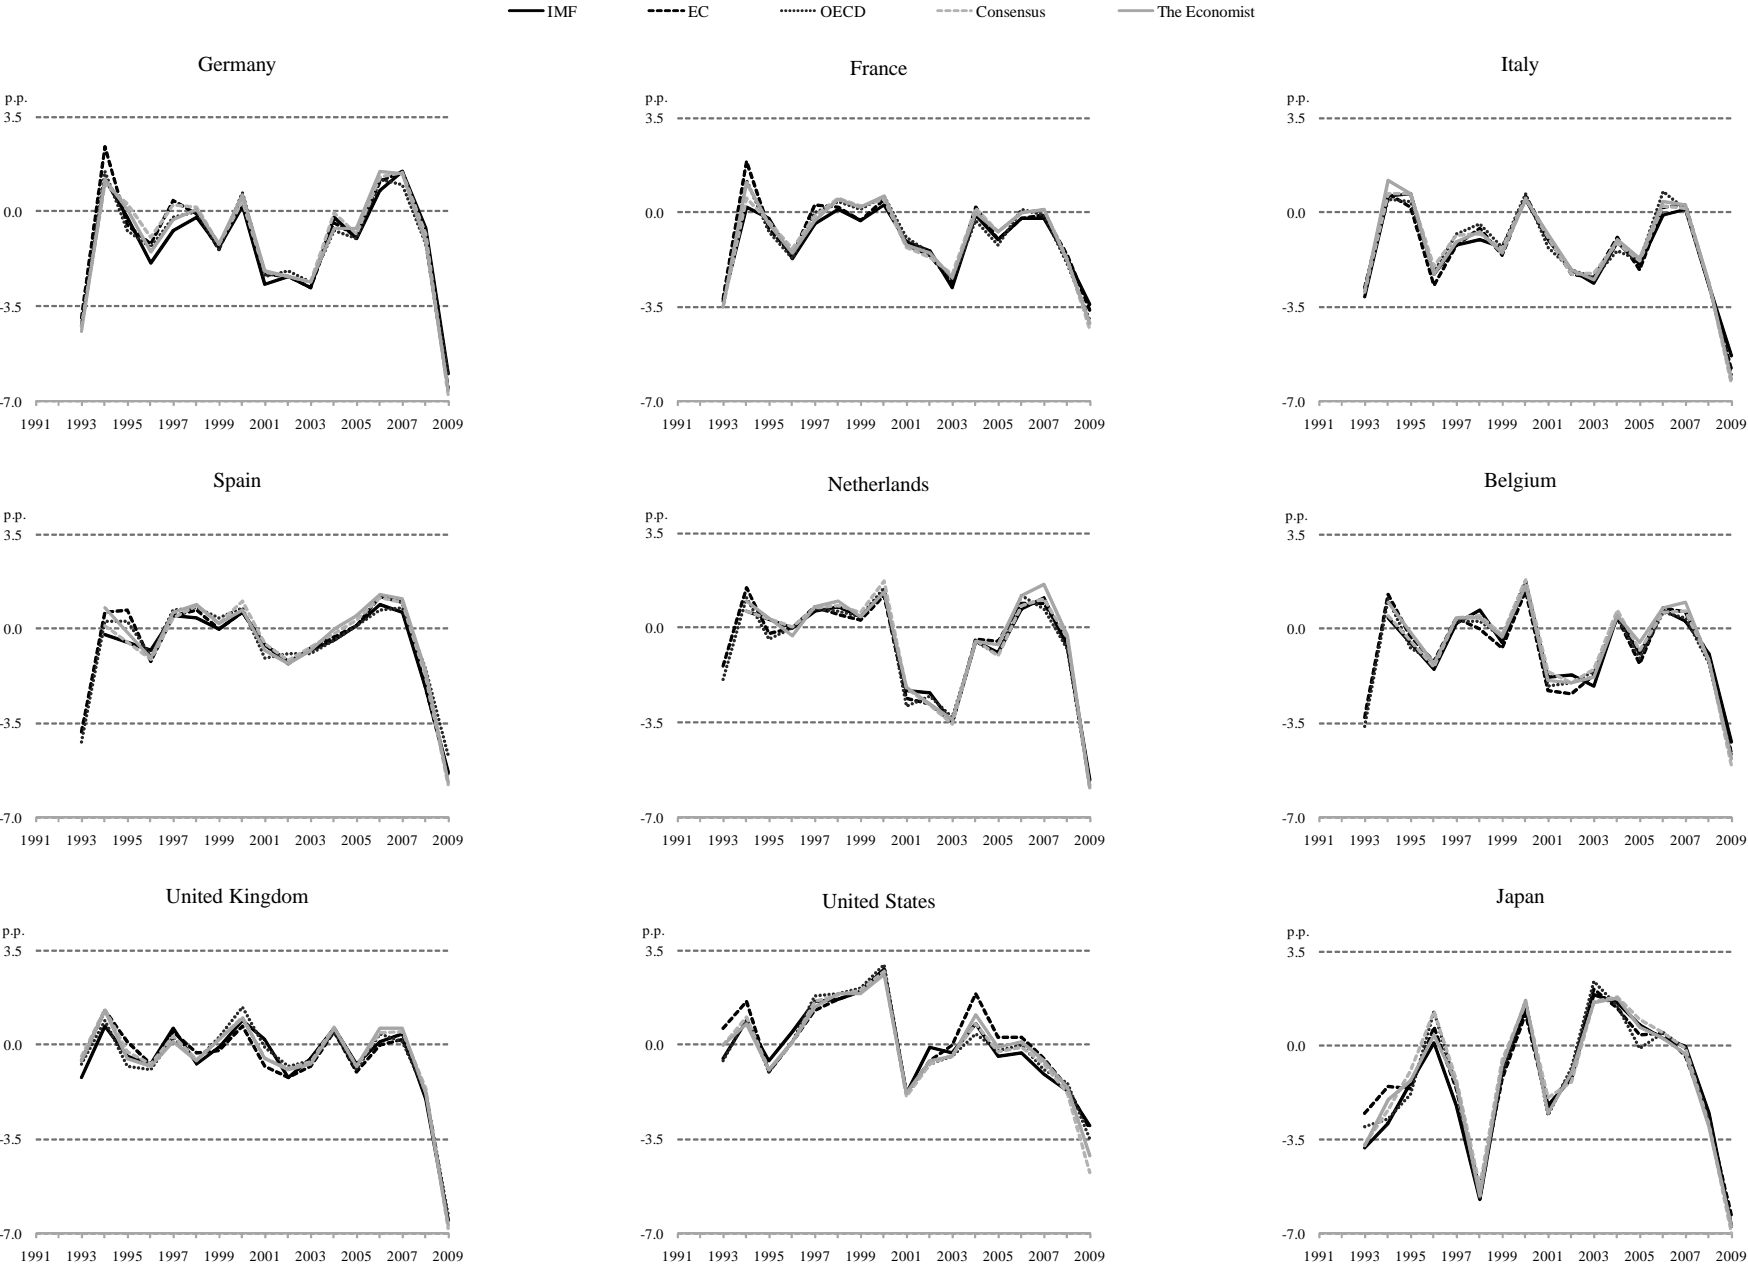 IMF EC OECD Consensus The Economist
Germany France Italy
p.p. p.p. p.p.
3.5 3.5 3.5
0.0 0.0 0.0
-3.5 -3.5 -3.5
-7.0 -7.0 -7.0
1991 1993 1995 1997 1999 2001 2003 2005 2007 2009 1991 1993 1995 1997 1999 2001 2003 2005 2007 2009 1991 1993 1995 1997 1999 2001 2003 2005 2007 2009
Spain Netherlands Belgium
p.p. p.p. p.p.
3.5 3.5 3.5
0.0 0.0 0.0
-3.5 -3.5 -3.5
-7.0 -7.0 -7.0
1991 1993 1995 1997 1999 2001 2003 2005 2007 2009 1991 1993 1995 1997 1999 2001 2003 2005 2007 2009 1991 1993 1995 1997 1999 2001 2003 2005 2007 2009
United Kingdom United States Japan
p.p. p.p. p.p.
3.5 3.5 3.5
0.0 0.0 0.0
-3.5 -3.5 -3.5
-7.0 -7.0 -7.0
1991 1993 1995 1997 1999 2001 2003 2005 2007 2009 1991 1993 1995 1997 1999 2001 2003 2005 2007 2009 1991 1993 1995 1997 1999 2001 2003 2005 2007 2009